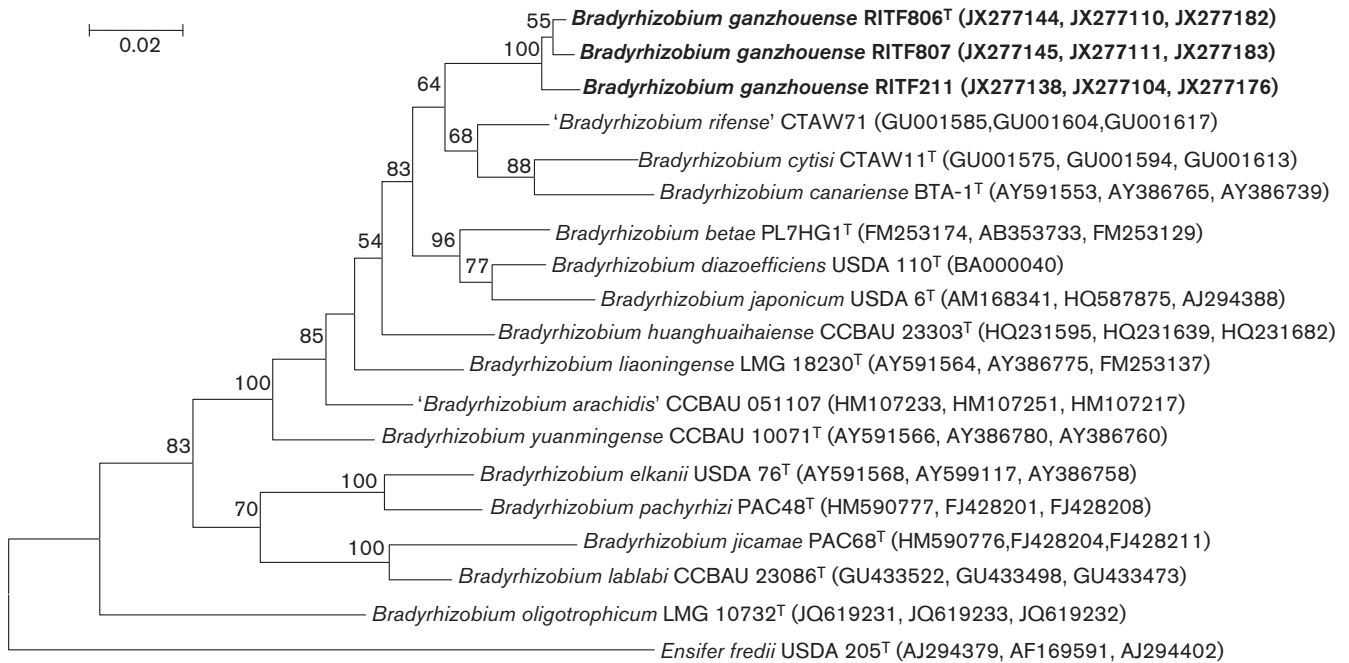 55
Bradyrhizobium ganzhouense RITF806ᵀ (JX277144, JX277110, JX277182)
0.02
100
Bradyrhizobium ganzhouense RITF807 (JX277145, JX277111, JX277183)
64
Bradyrhizobium ganzhouense RITF211 (JX277138, JX277104, JX277176)
68
‘Bradyrhizobium rifense’ CTAW71 (GU001585,GU001604,GU001617)
83
88
Bradyrhizobium cytisi CTAW11ᵀ (GU001575, GU001594, GU001613)
Bradyrhizobium canariense BTA-1ᵀ (AY591553, AY386765, AY386739)
54
96
Bradyrhizobium betae PL7HG1ᵀ (FM253174, AB353733, FM253129)
77
Bradyrhizobium diazoefficiens USDA 110ᵀ (BA000040)
Bradyrhizobium japonicum USDA 6ᵀ (AM168341, HQ587875, AJ294388)
85
Bradyrhizobium huanghuaihaiense CCBAU 23303ᵀ (HQ231595, HQ231639, HQ231682)
Bradyrhizobium liaoningense LMG 18230ᵀ (AY591564, AY386775, FM253137)
100
‘Bradyrhizobium arachidis’ CCBAU 051107 (HM107233, HM107251, HM107217)
83
Bradyrhizobium yuanmingense CCBAU 10071ᵀ (AY591566, AY386780, AY386760)
100
Bradyrhizobium elkanii USDA 76ᵀ (AY591568, AY599117, AY386758)
70
Bradyrhizobium pachyrhizi PAC48ᵀ (HM590777, FJ428201, FJ428208)
100
Bradyrhizobium jicamae PAC68ᵀ (HM590776,FJ428204,FJ428211)
Bradyrhizobium lablabi CCBAU 23086ᵀ (GU433522, GU433498, GU433473)
Bradyrhizobium oligotrophicum LMG 10732ᵀ (JQ619231, JQ619233, JQ619232)
Ensifer fredii USDA 205ᵀ (AJ294379, AF169591, AJ294402)